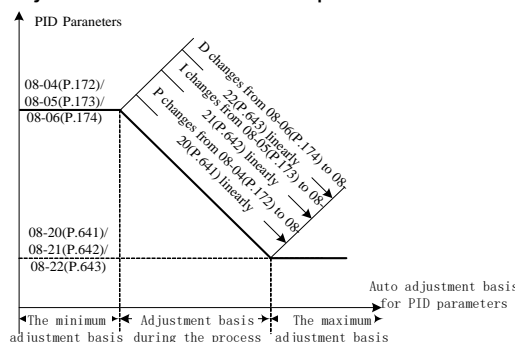 PID Paraneters
08-04(P.172)/
08-05(P.173)/
08-06(P.174)
D changes from 08-06(P.174) to 08-
22(P.643) linearly
I changes from 08-05(P.173) to 08-
21(P.642) linearly
P changes from 08-04(P.172) to 08-
20(P.641) linearly
08-20(P.641)/
08-21(P.642)/
08-22(P.643)
Auto adjustment basis
for PID parameters
The minimum
adjustment basis
Adjustment basis
during the process
The maximum
adjustment basis